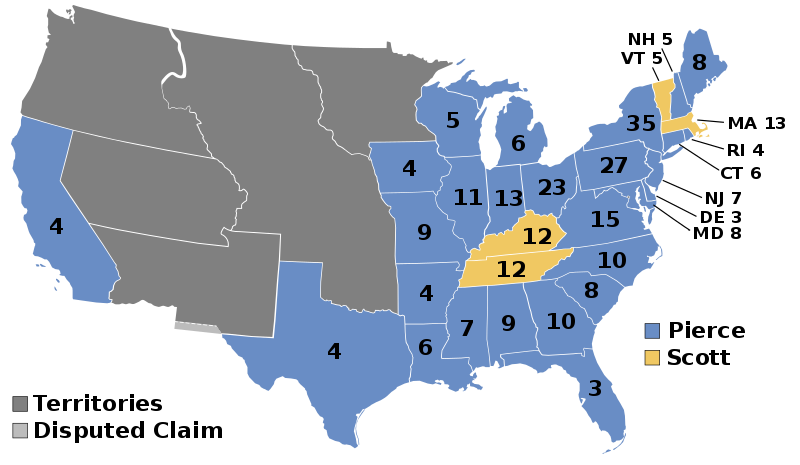 NH 5
VT 5
8
5
6
35
MA 13
RI 4
CT 6
27
4
11
13
23
NJ 7
DE 3
MD 8
15
4
9
12
10
12
4
8
7
9
10
6
4
3
Pierce
Scott
Territories
Disputed Claim